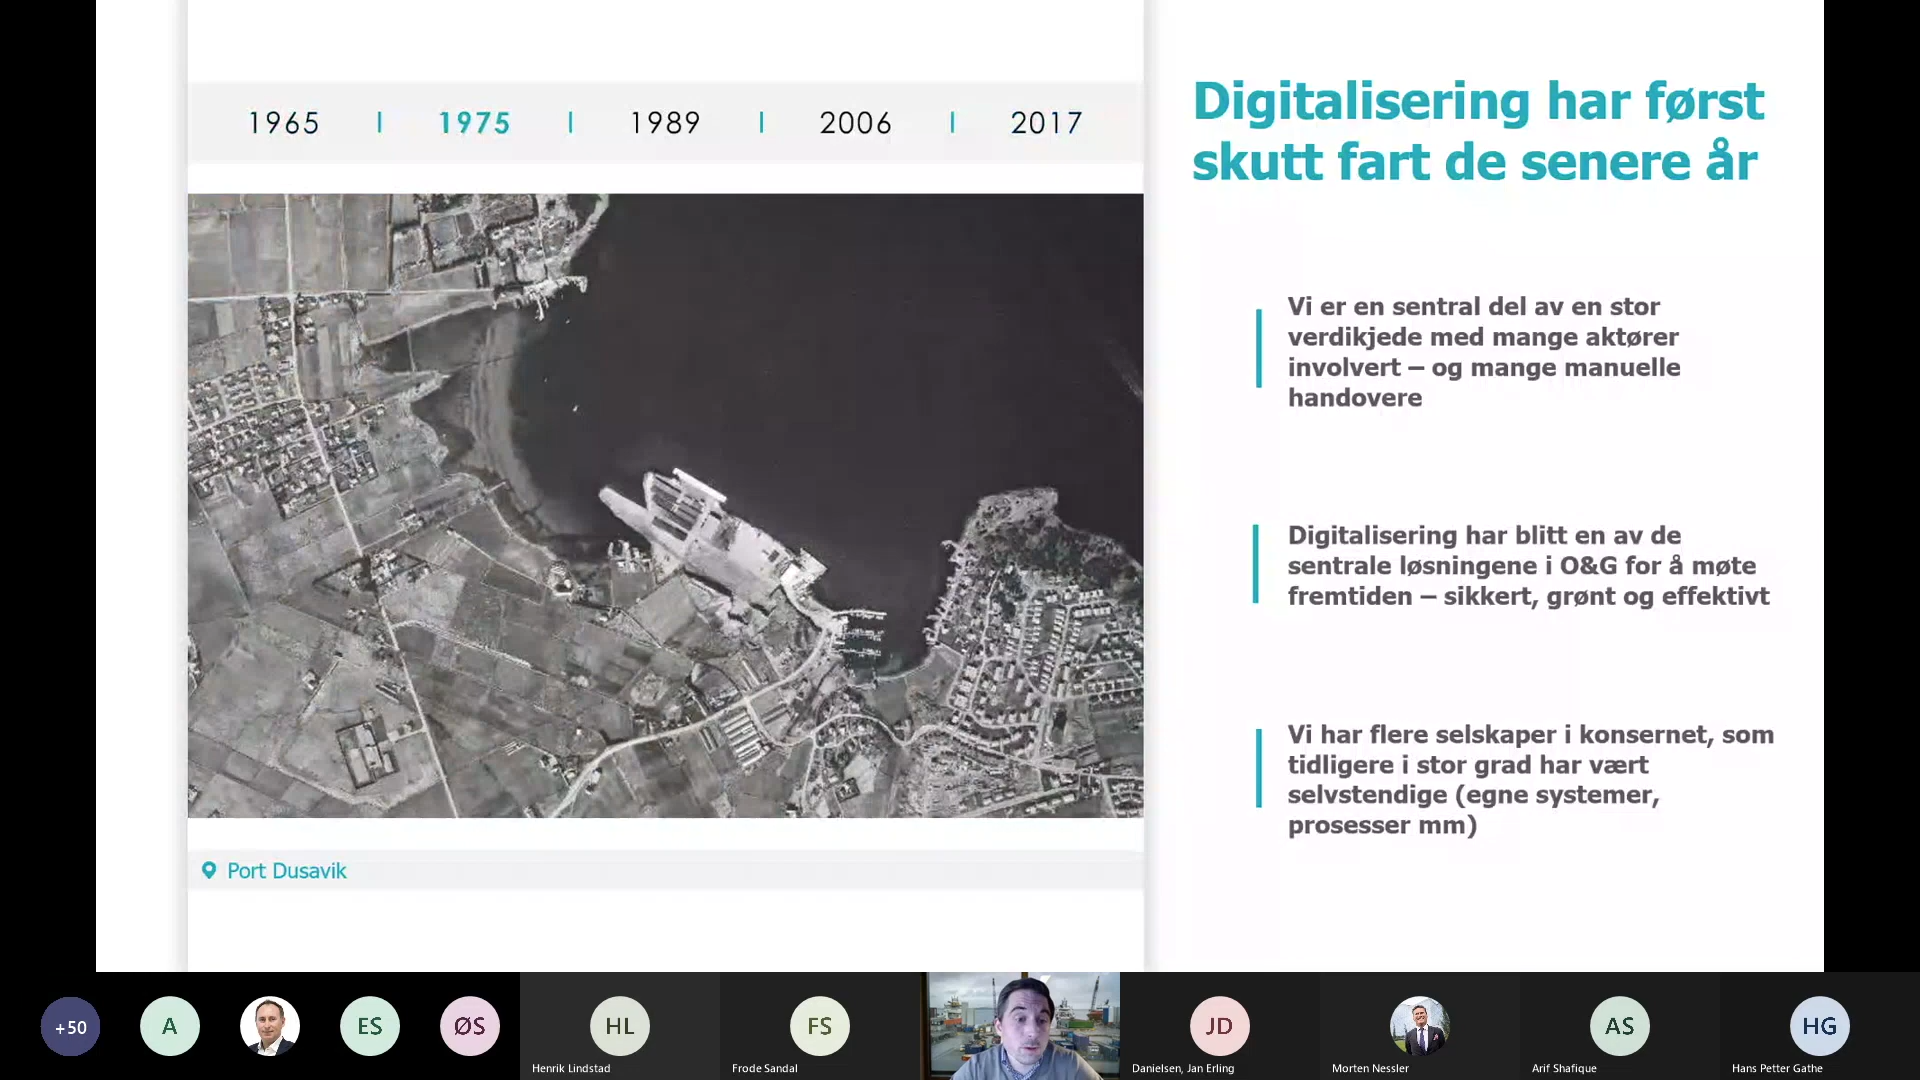 1965 | 1975 | 1989 | 2006 | 2017
Port Dusavik
Digitalisering har først
skutt fart de senere år
Vi er en sentral del av en stor
verdikjede med mange aktører
involvert – og mange manuelle
handovere
Digitalisering har blitt en av de
sentrale løsningene i O&G for å møte
fremtiden – sikkert, grønt og effektivt
Vi har flere selskaper i konsernet, som
tidligere i stor grad har vært
selvstendige (egne systemer,
prosesser mm)
+50
A
ES
ØS
HL
Henrik Lindstad
FS
Frode Sandal
JD
Danielsen, Jan Erling
Morten Nessler
AS
Arif Shafique
HG
Hans Petter Gathe